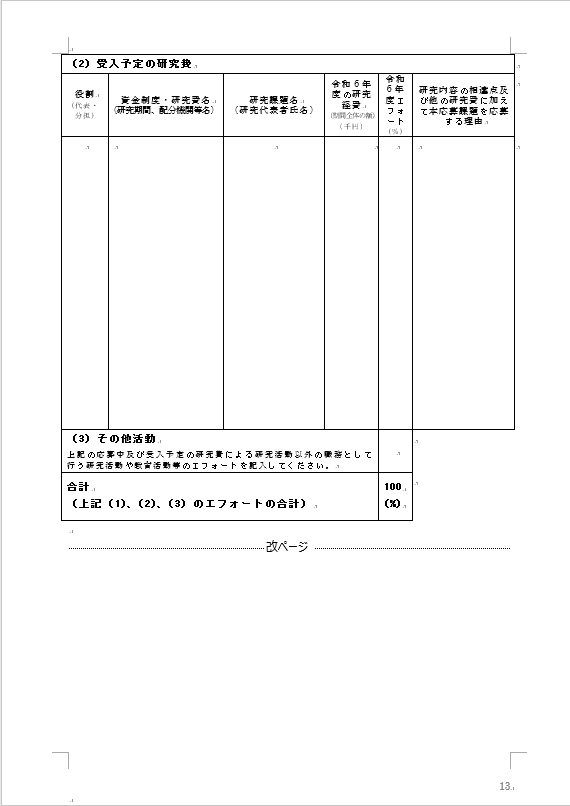 （２）受入予定の研究費
役割
（代表・
分担）
資金制度・研究費名
（研究期間、配分機関等名）
研究課題名
（研究代表者氏名）
令和６年
度の研究
経費
（期間全体の額）
（千円）
令和
６年
度エ
フォ
ート
（％）
研究内容の相違点及
び他の研究費に加え
て本応募課題を応募
する理由
（３）その他活動
上記の応募中及び受入予定の研究費による研究活動以外の職務として
行う研究活動や教育活動等のエフォートを記入してください。
合計
（上記（１）、（２）、（３）のエフォートの合計）
100
（％）
改ページ
13